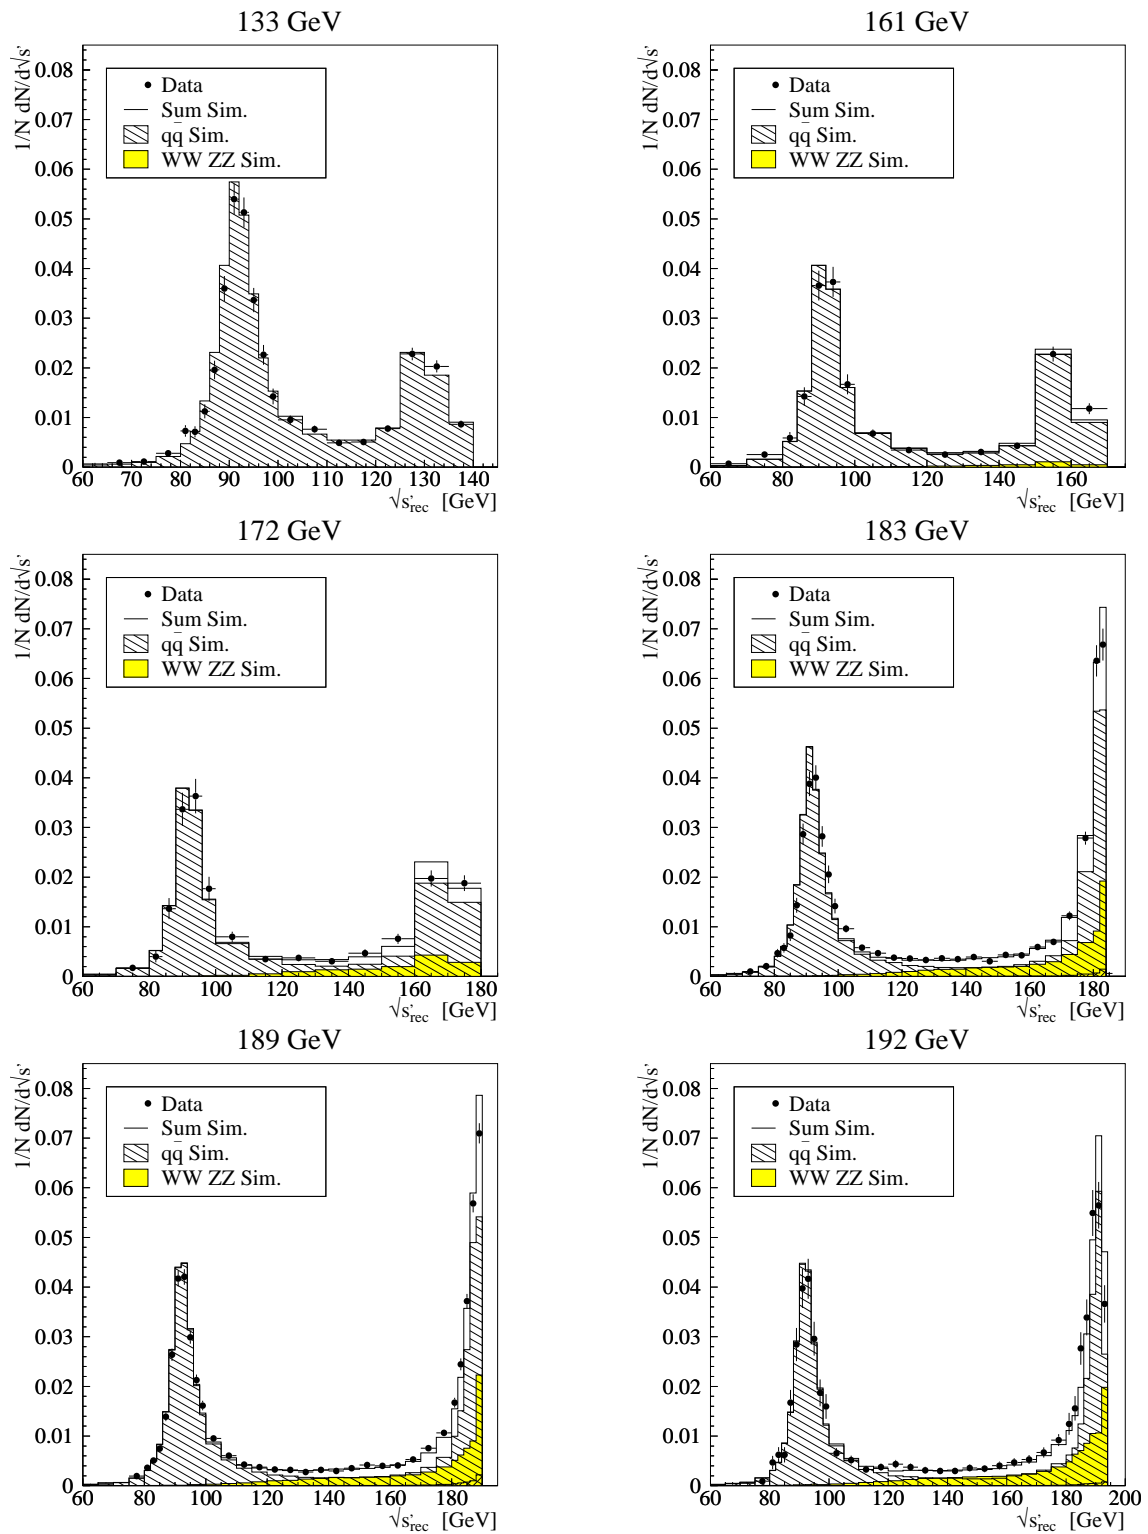 133 GeV
1/N dN/d√s'
0.08
0.07
0.06
0.05
0.04
0.03
0.02
0.01
0
Data
Sum Sim.
qq̄ Sim.
WW ZZ Sim.
60 70 80 90 100 110 120 130 140
√s'rec [GeV]
161 GeV
1/N dN/d√s'
0.08
0.07
0.06
0.05
0.04
0.03
0.02
0.01
0
Data
Sum Sim.
qq̄ Sim.
WW ZZ Sim.
60 80 100 120 140 160
√s'rec [GeV]
172 GeV
1/N dN/d√s'
0.08
0.07
0.06
0.05
0.04
0.03
0.02
0.01
0
Data
Sum Sim.
qq̄ Sim.
WW ZZ Sim.
60 80 100 120 140 160 180
√s'rec [GeV]
183 GeV
1/N dN/d√s'
0.08
0.07
0.06
0.05
0.04
0.03
0.02
0.01
0
Data
Sum Sim.
qq̄ Sim.
WW ZZ Sim.
60 80 100 120 140 160 180
√s'rec [GeV]
189 GeV
1/N dN/d√s'
0.08
0.07
0.06
0.05
0.04
0.03
0.02
0.01
0
Data
Sum Sim.
qq̄ Sim.
WW ZZ Sim.
60 80 100 120 140 160 180
√s'rec [GeV]
192 GeV
1/N dN/d√s'
0.08
0.07
0.06
0.05
0.04
0.03
0.02
0.01
0
Data
Sum Sim.
qq̄ Sim.
WW ZZ Sim.
60 80 100 120 140 160 180 200
√s'rec [GeV]